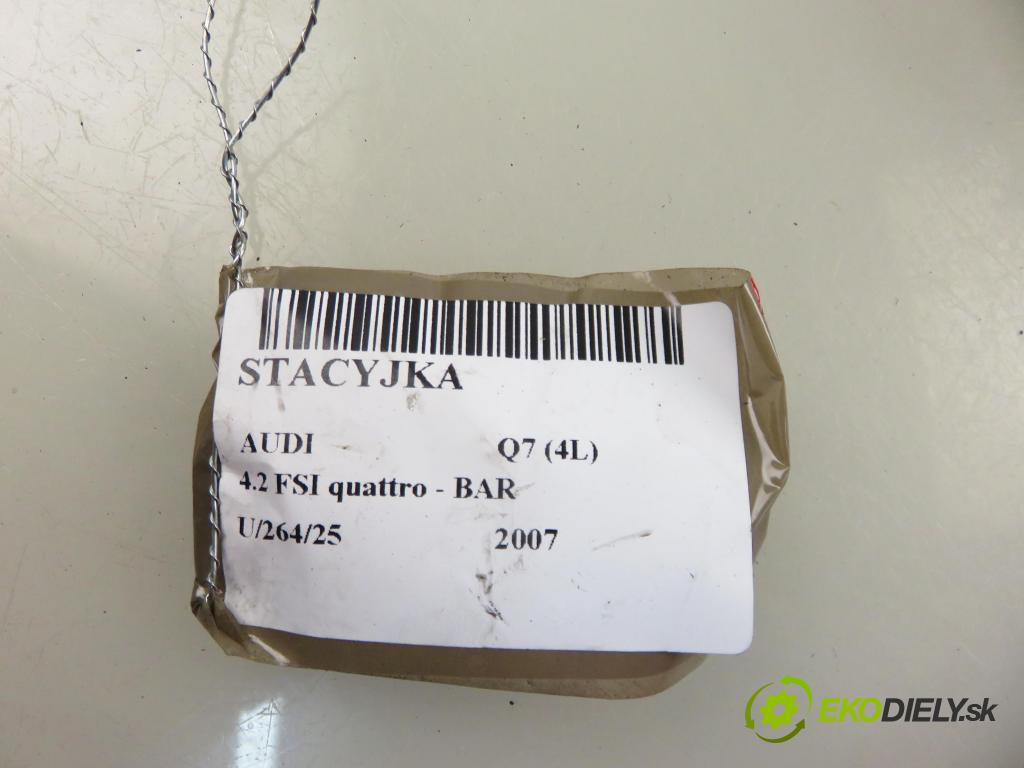 STACYJKA
AUDI Q7 (4L)
4.2 FSI quattro - BAR
U/264/25 2007
EKODIELY.sk